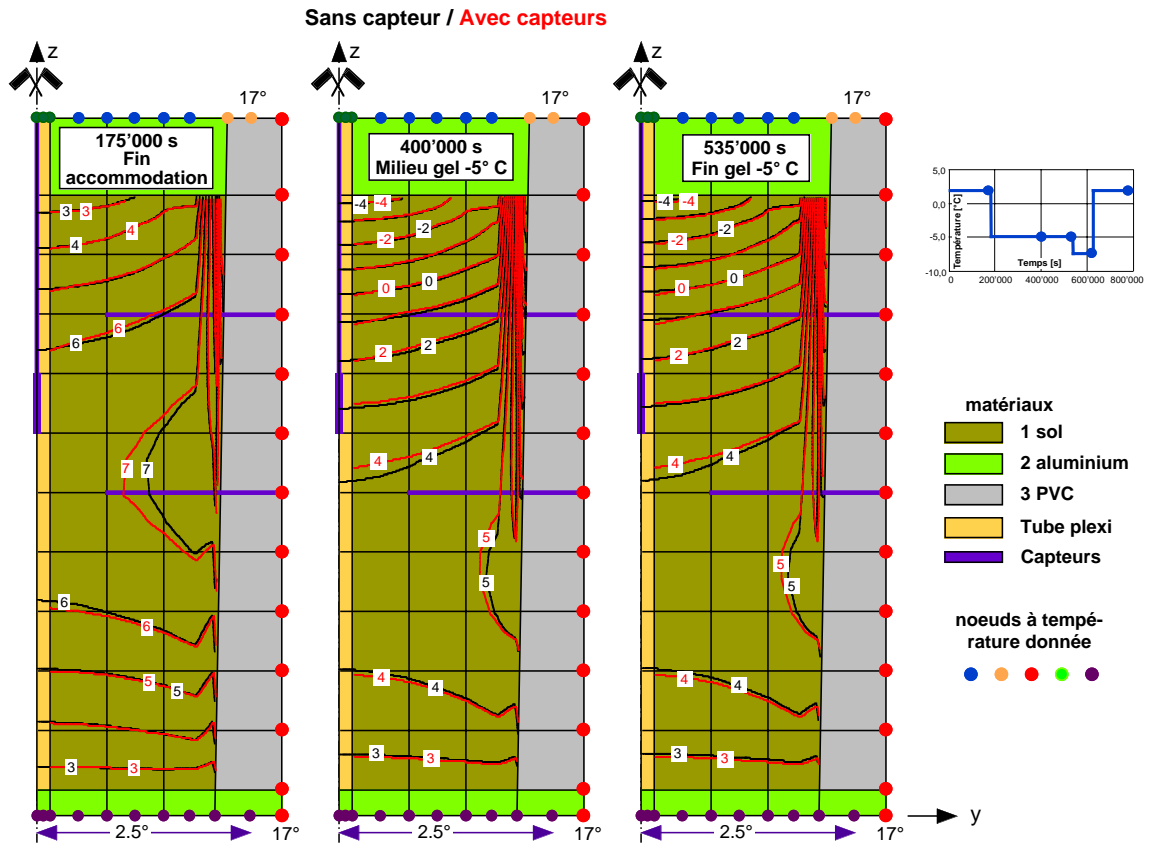 Sans capteur / Avec capteurs
z
z
z
17°
17°
17°
175’000 s
Fin
accommodation
400’000 s
Milieu gel -5° C
535’000 s
Fin gel -5° C
3 3
4 4
6 6
7 7
6
6
5 5
3 3
-4 -4
-2 -2
0 0
2 2
4 4
5
5
4 4
3 3
-4 -4
-2 -2
0 0
2 2
4 4
5
5
4 4
3 3
2.5°
17°
2.5°
17°
2.5°
17°
y
5,0
0,0
-5,0
-10,0
Température [°C]
Temps [s]
0 200'000 400'000 600'000 800'000
matériaux
1 sol
2 aluminium
3 PVC
Tube plexi
Capteurs
noeuds à tempé-
rature donnée